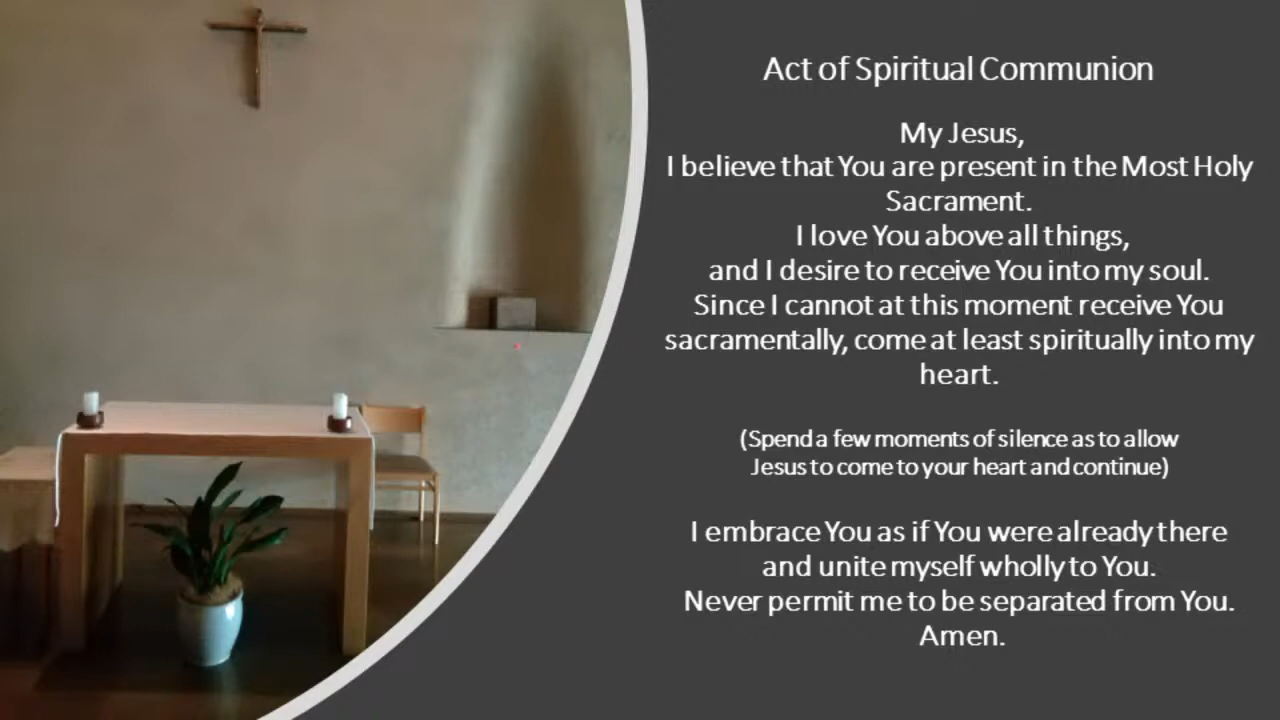 Act of Spiritual Communion
My Jesus,
I believe that You are present in the Most Holy
Sacrament.
I love You above all things,
and I desire to receive You into my soul.
Since I cannot at this moment receive You
sacramentally, come at least spiritually into my
heart.
(Spend a few moments of silence as to allow
Jesus to come to your heart and continue)
I embrace You as if You were already there
and unite myself wholly to You.
Never permit me to be separated from You.
Amen.